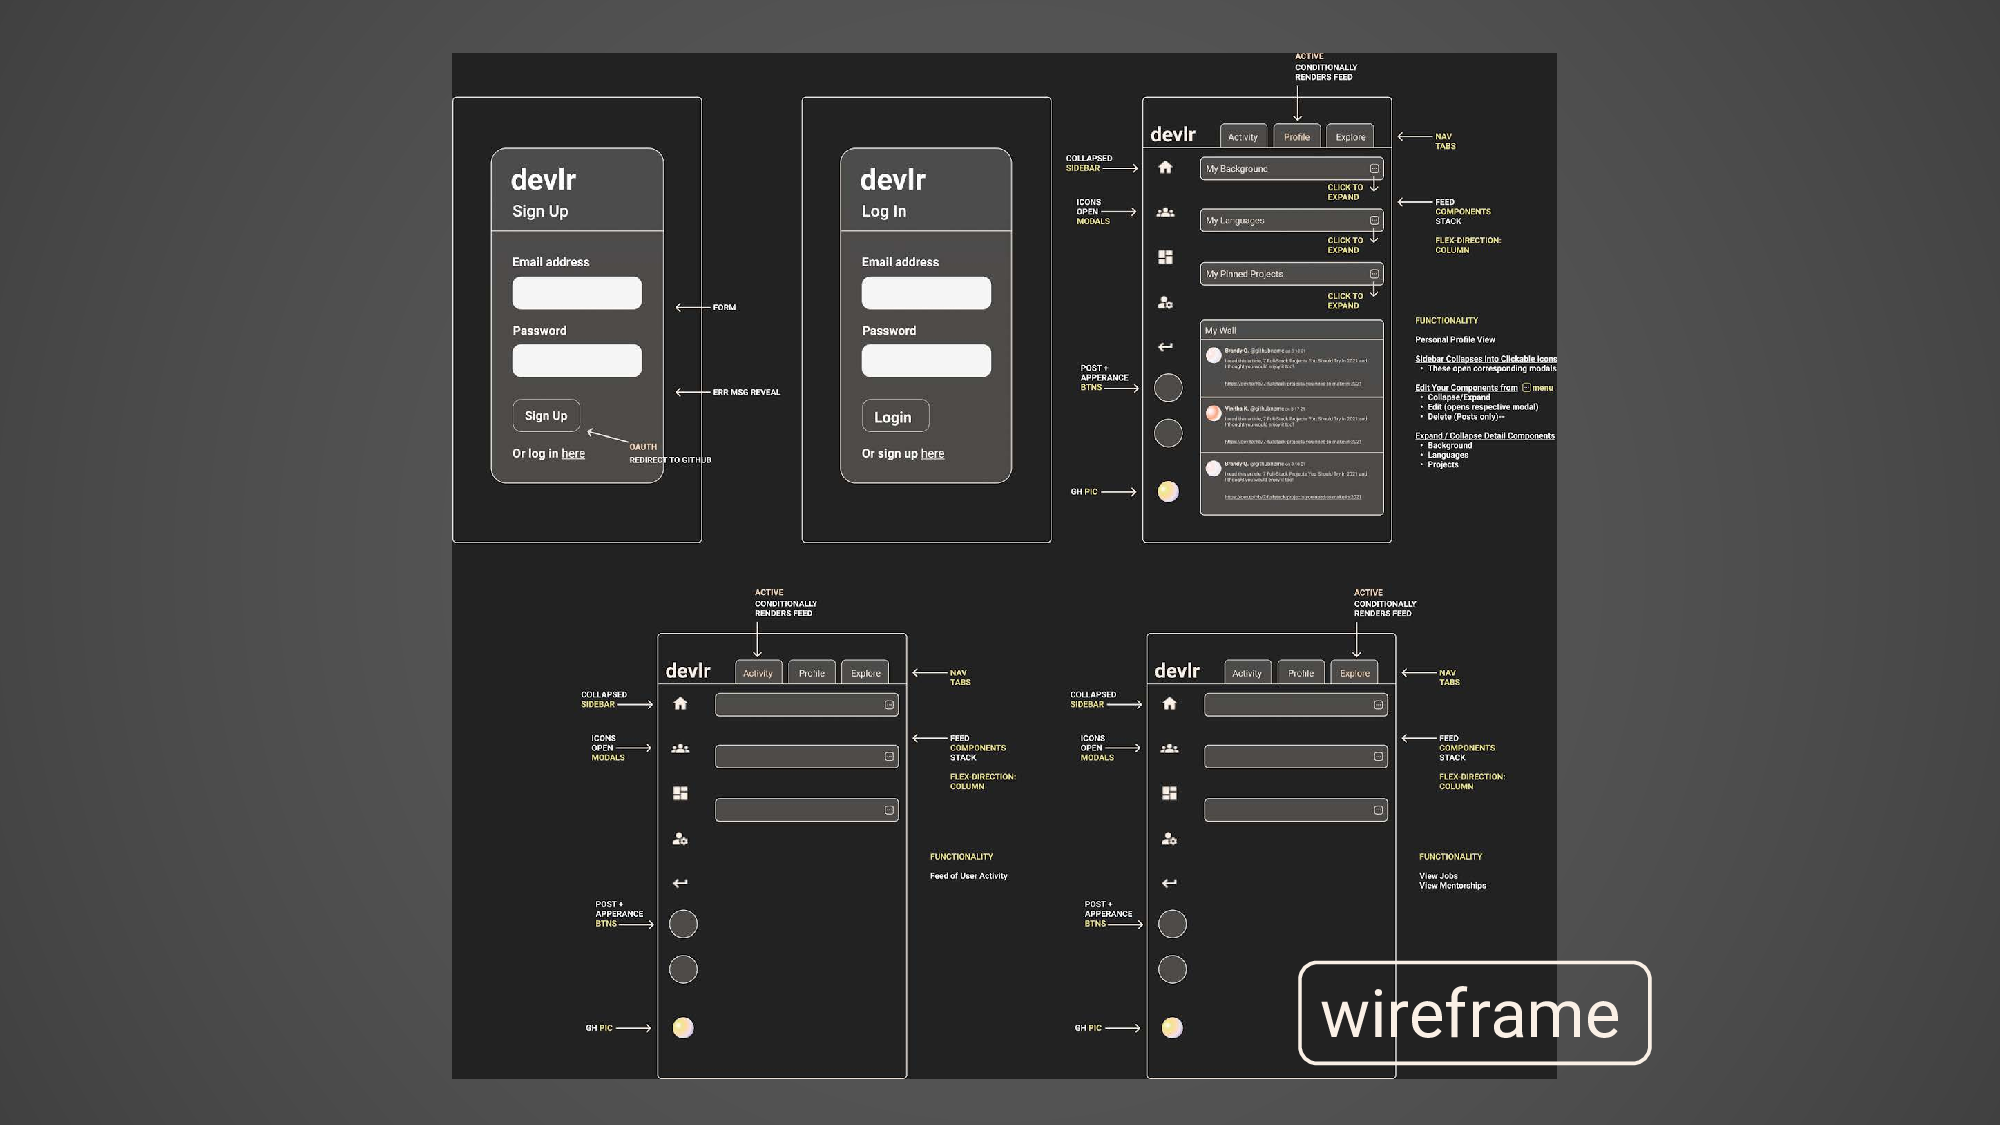 devlr
Sign Up
Email address
Password
Sign Up
Or log in here
FORM
ERR MSG REVEAL
OAUTH
REDIRECT TO GITHUB
devlr
Log In
Email address
Password
Login
Or sign up here
ACTIVE
CONDITIONALLY
RENDERS FEED
devlr
Activity
Profile
Explore
NAV
TABS
COLLAPSED
SIDEBAR
ICONS
OPEN
MODALS
POST +
APPERANCE
BTNS
GH PIC
My Background
CLICK TO
EXPAND
My Languages
CLICK TO
EXPAND
My Pinned Projects
CLICK TO
EXPAND
My Wall
Brandy Q. @githubname
@githubname
Brandy Q. @githubname
FEED
COMPONENTS
STACK
FLEX-DIRECTION:
COLUMN
FUNCTIONALITY
Personal Profile View
Sidebar Collapses into Clickable icons
• These open corresponding modals
Edit Your Components from menu
• Collapse/Expand
• Edit (opens respective modal)
• Delete (Posts only)--
Expand / Collapse Detail Components
• Background
• Languages
• Projects
ACTIVE
CONDITIONALLY
RENDERS FEED
devlr
Activity
Profile
Explore
NAV
TABS
COLLAPSED
SIDEBAR
ICONS
OPEN
MODALS
POST +
APPERANCE
BTNS
GH PIC
FEED
COMPONENTS
STACK
FLEX-DIRECTION:
COLUMN
FUNCTIONALITY
Feed of User Activity
ACTIVE
CONDITIONALLY
RENDERS FEED
devlr
Activity
Profile
Explore
NAV
TABS
COLLAPSED
SIDEBAR
ICONS
OPEN
MODALS
POST +
APPERANCE
BTNS
GH PIC
FEED
COMPONENTS
STACK
FLEX-DIRECTION:
COLUMN
FUNCTIONALITY
View Jobs
View Mentorships
wireframe